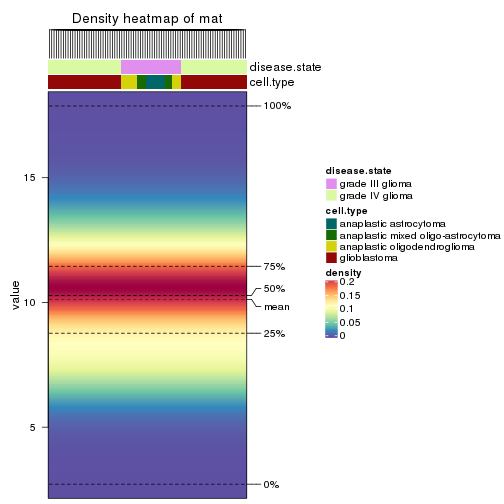 Density heatmap of mat
disease.state
cell.type
100%
15
75%
50%
10
mean
25%
5
0%
value
disease.state
grade III glioma
grade IV glioma
cell.type
anaplastic astrocytoma
anaplastic mixed oligo-astrocytoma
anaplastic oligodendroglioma
glioblastoma
density
0.2
0.15
0.1
0.05
0